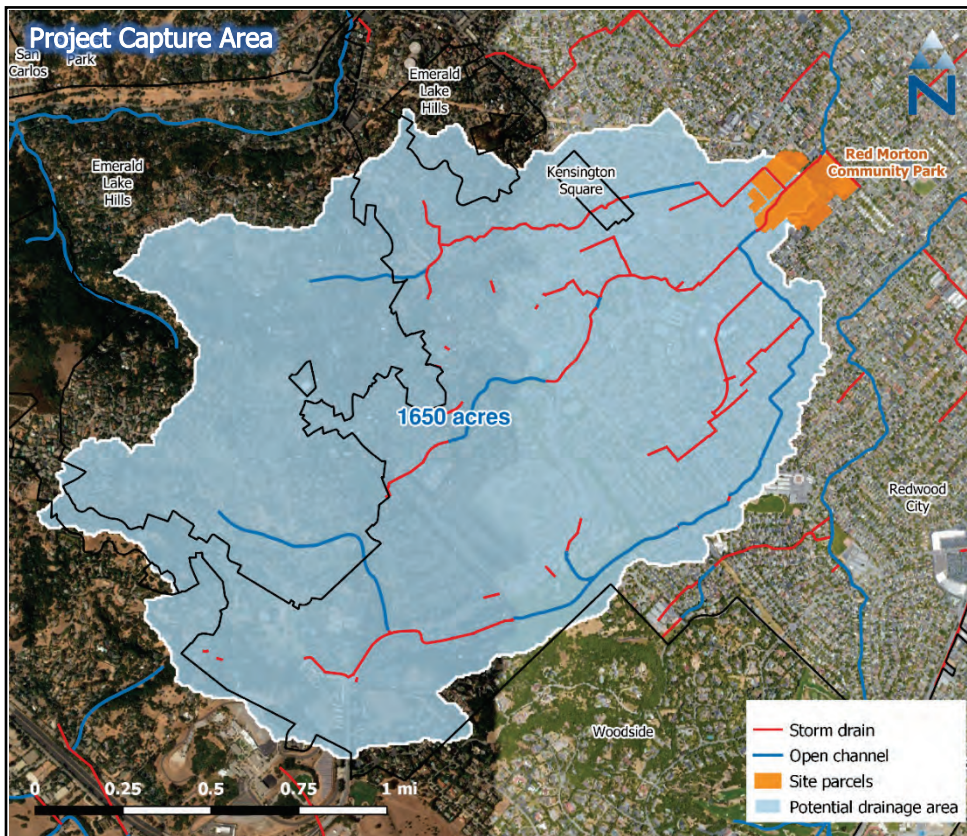 Project Capture Area
San
Carlos
Park
Emerald
Lake
Hills
Emerald
Lake
Hills
Kensington
Square
Red Morton
Community Park
N
1650 acres
Redwood
City
Woodside
0 0.25 0.50 0.75 1 mi
Storm drain
Open channel
Site parcels
Potential drainage area